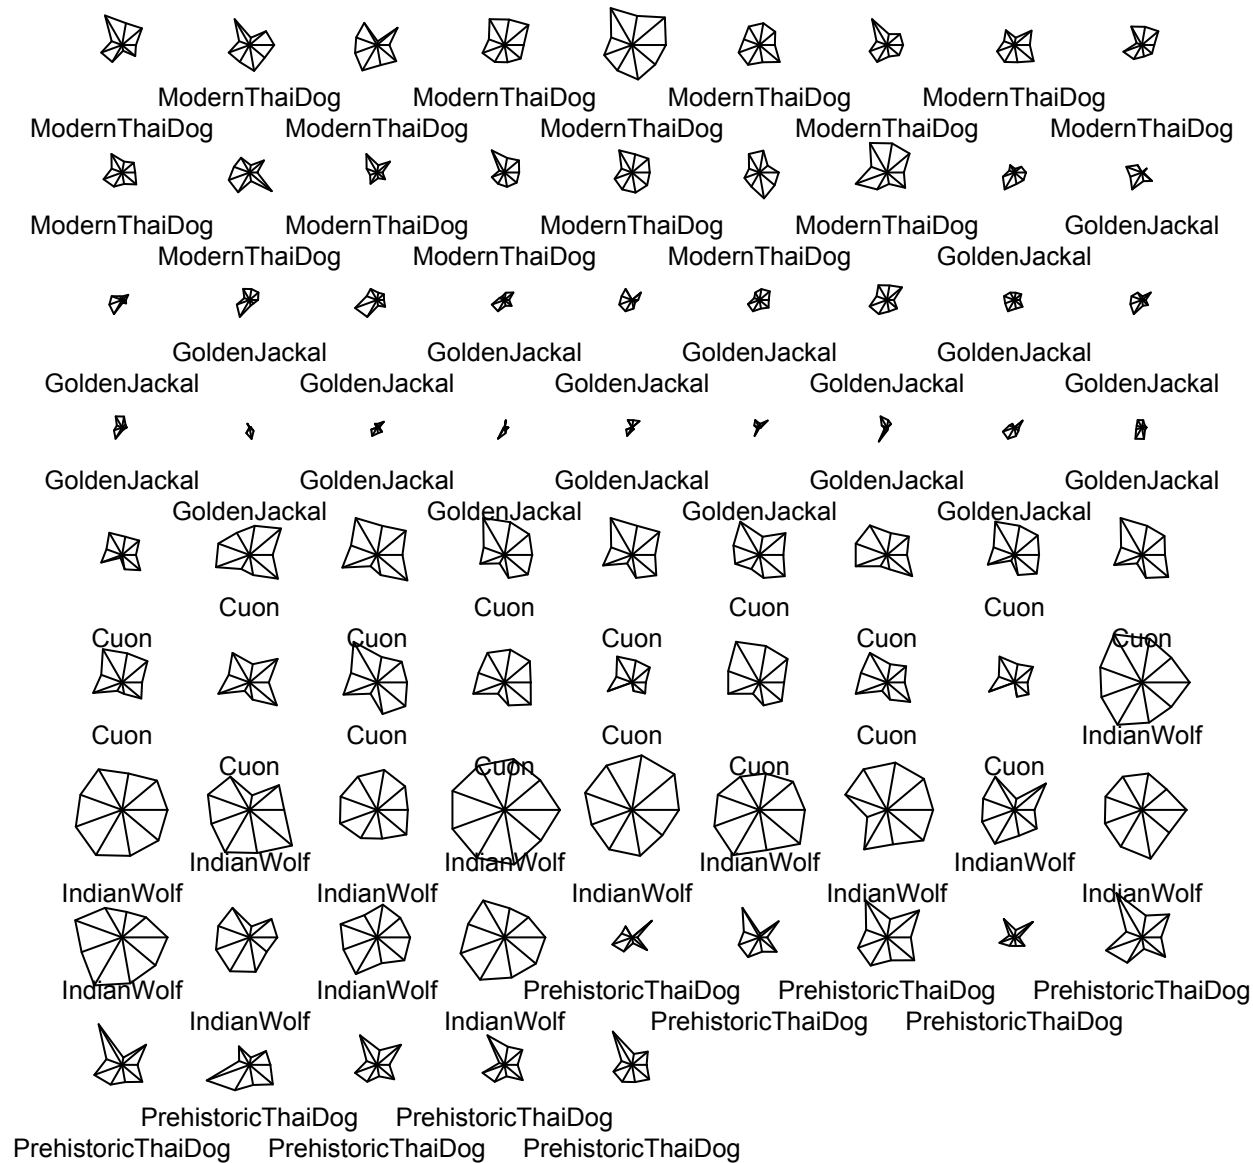 ModernThaiDog ModernThaiDog ModernThaiDog ModernThaiDog
ModernThaiDog ModernThaiDog ModernThaiDog ModernThaiDog ModernThaiDog
ModernThaiDog ModernThaiDog ModernThaiDog ModernThaiDog GoldenJackal
ModernThaiDog ModernThaiDog ModernThaiDog GoldenJackal
GoldenJackal GoldenJackal GoldenJackal GoldenJackal
GoldenJackal GoldenJackal GoldenJackal GoldenJackal GoldenJackal
GoldenJackal GoldenJackal GoldenJackal GoldenJackal GoldenJackal
GoldenJackal GoldenJackal GoldenJackal GoldenJackal
Cuon Cuon Cuon Cuon
Cuon Cuon Cuon Cuon Cuon
Cuon Cuon Cuon Cuon IndianWolf
Cuon Cuon Cuon Cuon
IndianWolf IndianWolf IndianWolf IndianWolf
IndianWolf IndianWolf IndianWolf IndianWolf IndianWolf
IndianWolf IndianWolf PrehistoricThaiDog PrehistoricThaiDog PrehistoricThaiDog
IndianWolf IndianWolf PrehistoricThaiDog PrehistoricThaiDog
PrehistoricThaiDog PrehistoricThaiDog
PrehistoricThaiDog PrehistoricThaiDog PrehistoricThaiDog